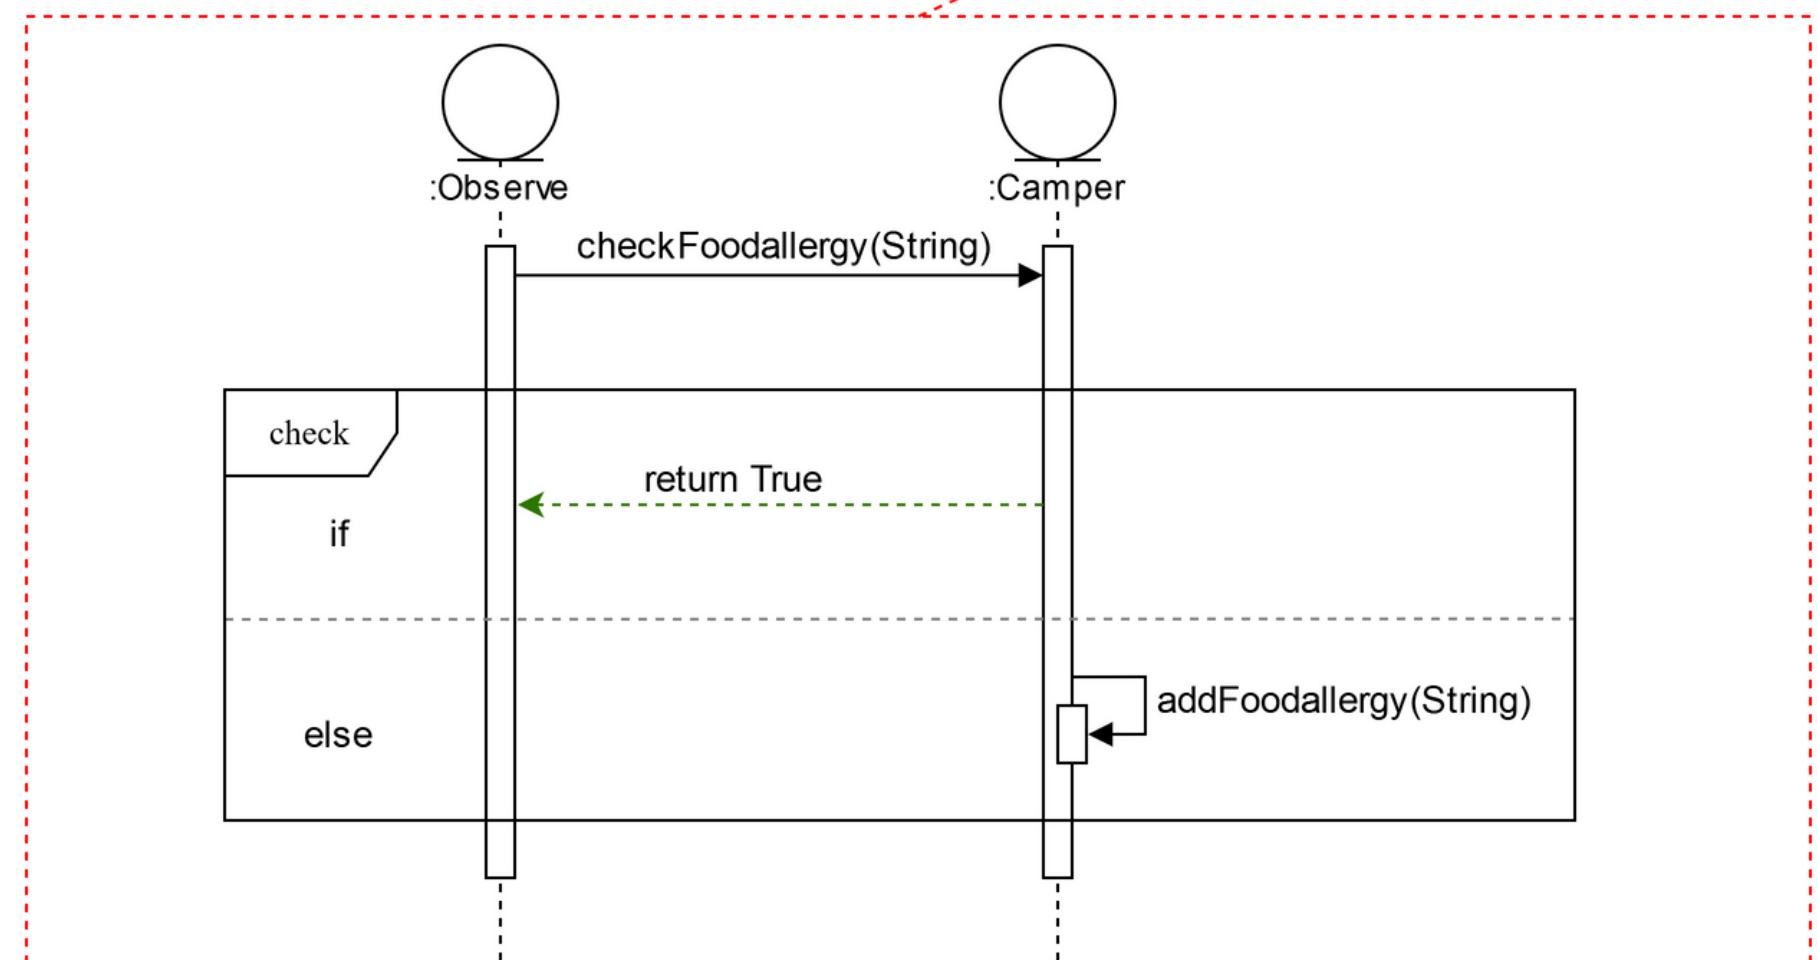 :Observe
:Camper
checkFoodallergy(String)
check
return True
if
addFoodallergy(String)
else